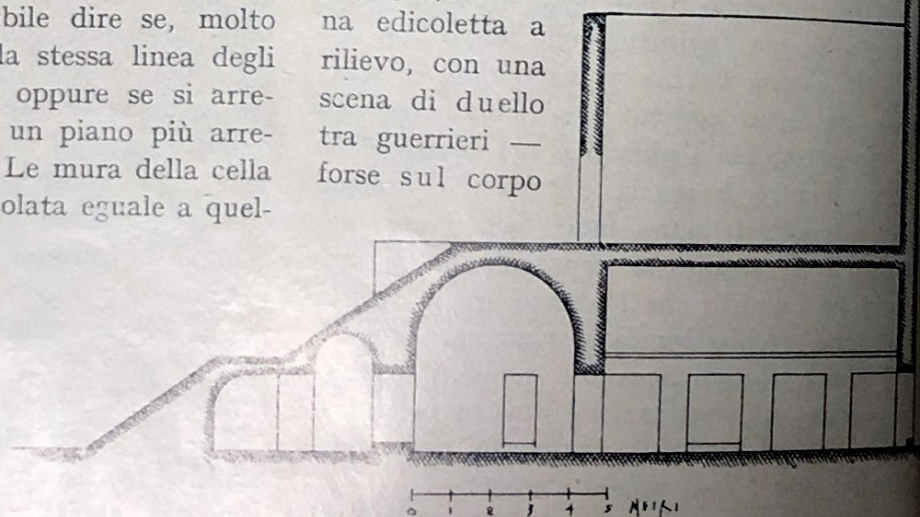 bile dire se, molto
la stessa linea degli
oppure se si arre-
un piano più arre-
Le mura della cella
olata eguale a quel-
na edicoletta a
rilievo, con una
scena di duello
tra guerrieri —
forse sul corpo
0 1 2 3 4 5 METRI